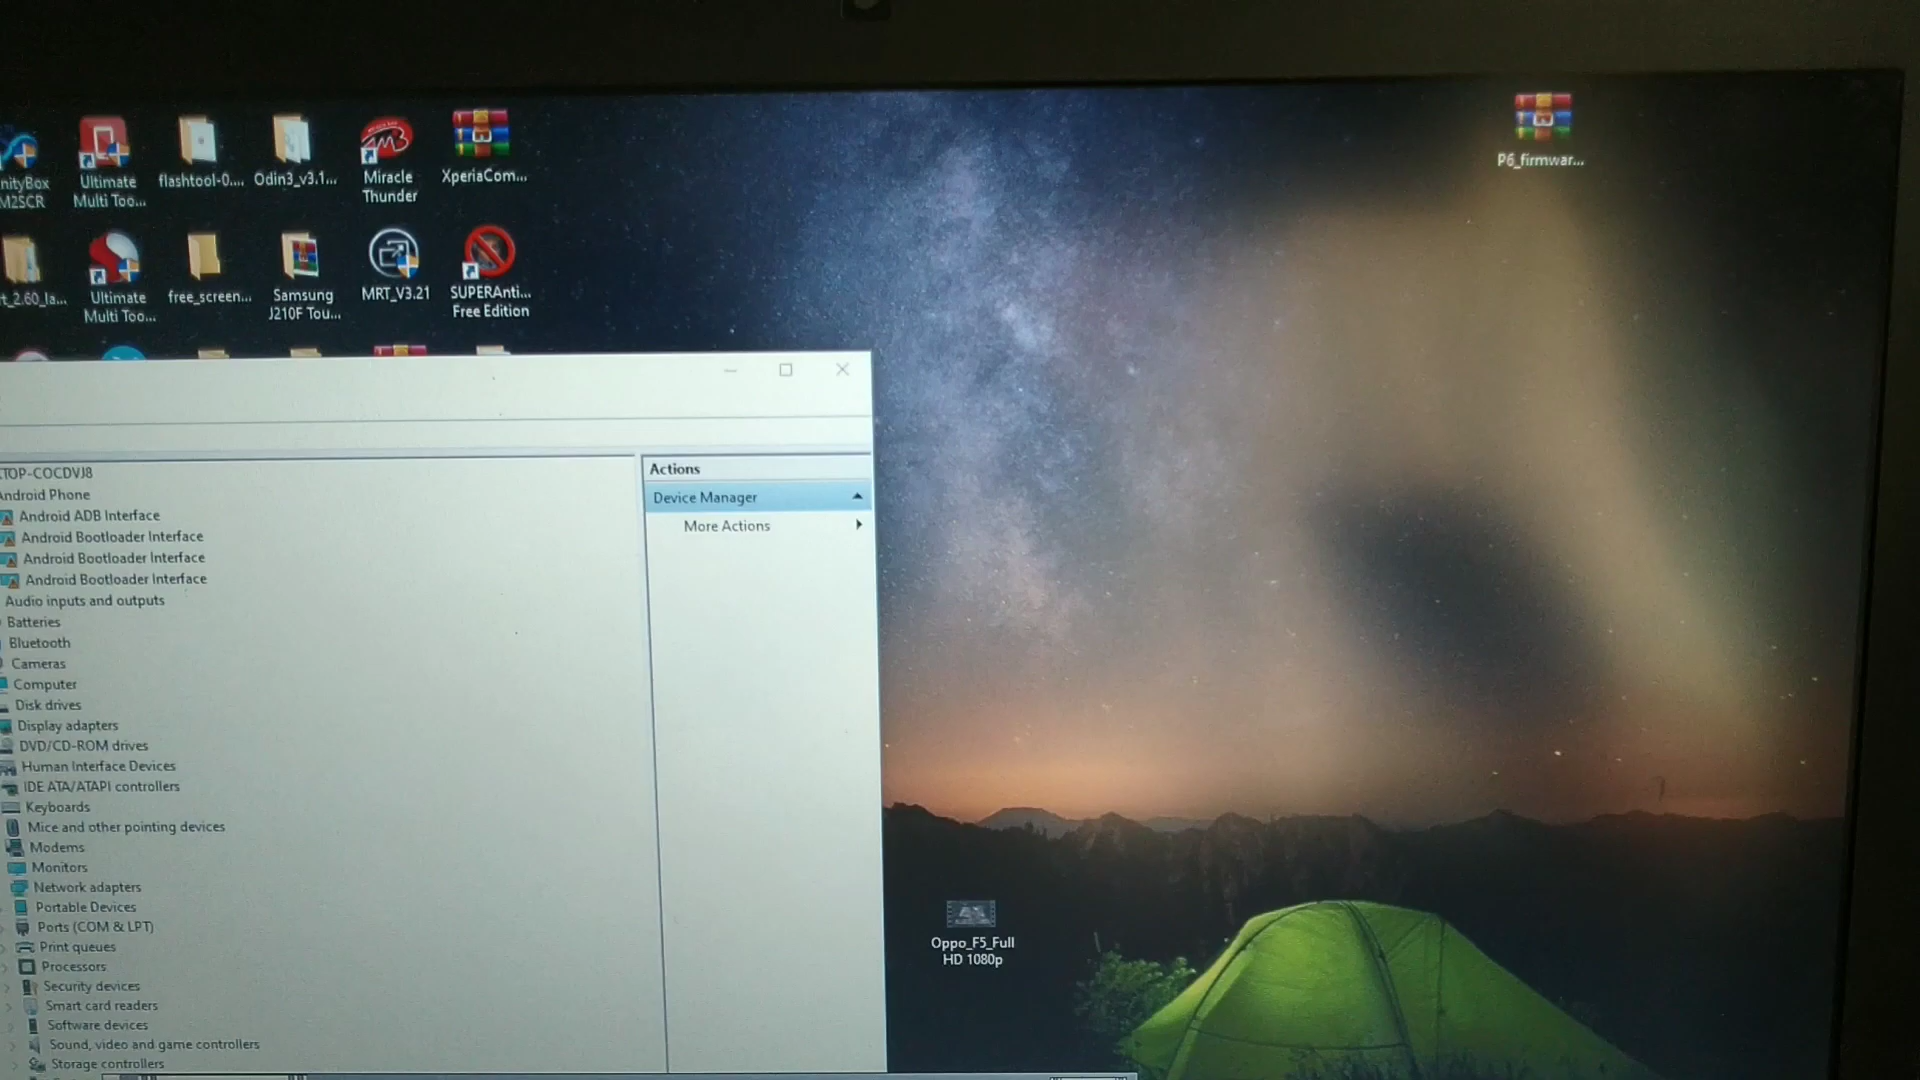 nityBox
M2SCR
Ultimate
Multi Too...
flashtool-0....
Odin3_v3.1...
Miracle
Thunder
XperiaCom...
P6_firmwar...
t_2.60_la...
Ultimate
Multi Too...
free_screen...
Samsung
J210F Tou...
MRT_V3.21
SUPERAnti...
Free Edition
TOP-COCDVJ8
Android Phone
Android ADB Interface
Android Bootloader Interface
Android Bootloader Interface
Android Bootloader Interface
Audio inputs and outputs
Batteries
Bluetooth
Cameras
Computer
Disk drives
Display adapters
DVD/CD-ROM drives
Human Interface Devices
IDE ATA/ATAPI controllers
Keyboards
Mice and other pointing devices
Modems
Monitors
Network adapters
Portable Devices
Ports (COM & LPT)
Print queues
Processors
Security devices
Smart card readers
Software devices
Sound, video and game controllers
Storage controllers
Actions
Device Manager
More Actions
Oppo_F5_Full
HD 1080p